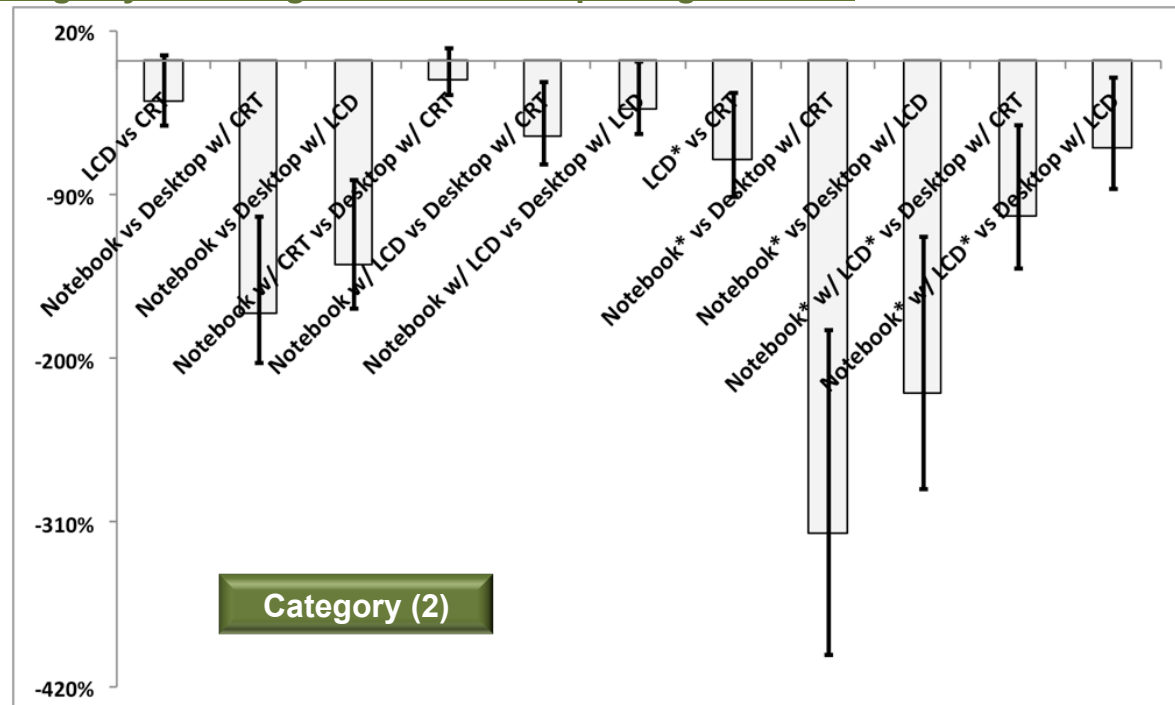 20%
-90%
-200%
-310%
-420%
LCD vs CRT
Notebook vs Desktop w/ CRT
Notebook vs Desktop w/ LCD
Notebook w/ CRT vs Desktop w/ CRT
Notebook w/ LCD vs Desktop w/ CRT
Notebook w/ LCD vs Desktop w/ LCD
LCD* vs CRT
Notebook* vs Desktop w/ CRT
Notebook* vs Desktop w/ LCD
Notebook* w/ LCD* vs Desktop w/ CRT
Notebook* w/ LCD* vs Desktop w/ LCD
Category (2)